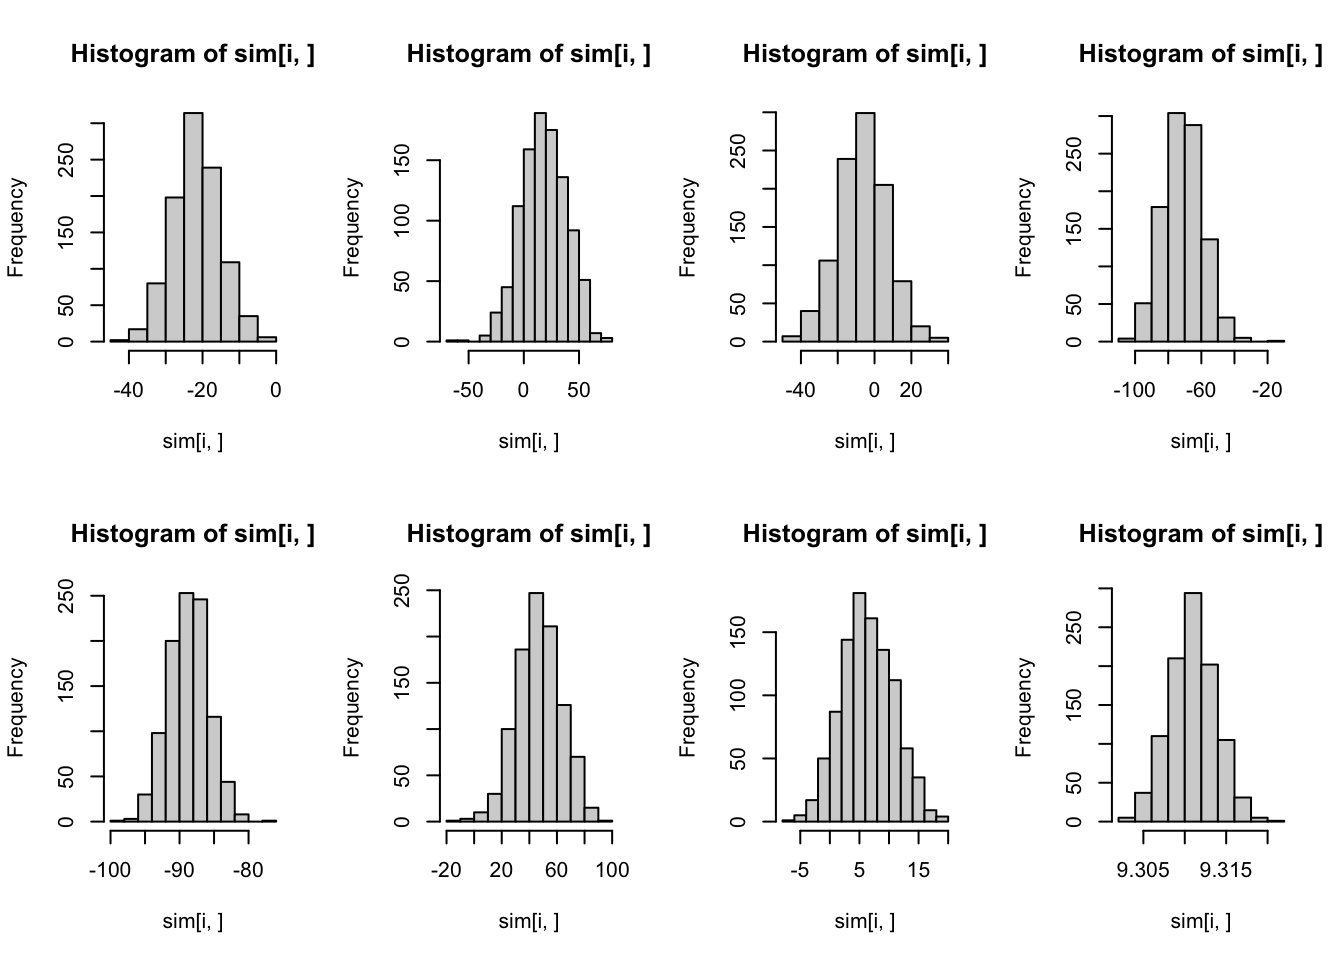 Histogram of sim[i, ]
Frequency
250
150
50
0
-40
-20
0
sim[i, ]
Histogram of sim[i, ]
Frequency
150
100
50
0
-50
0
50
sim[i, ]
Histogram of sim[i, ]
Frequency
250
150
50
0
-40
0
20
sim[i, ]
Histogram of sim[i, ]
Frequency
250
150
50
0
-100
-60
-20
sim[i, ]
Histogram of sim[i, ]
Frequency
250
150
50
0
-100
-90
-80
sim[i, ]
Histogram of sim[i, ]
Frequency
250
150
50
0
-20
20
60
100
sim[i, ]
Histogram of sim[i, ]
Frequency
150
100
50
0
-5
5
15
sim[i, ]
Histogram of sim[i, ]
Frequency
250
150
50
0
9.305
9.315
sim[i, ]